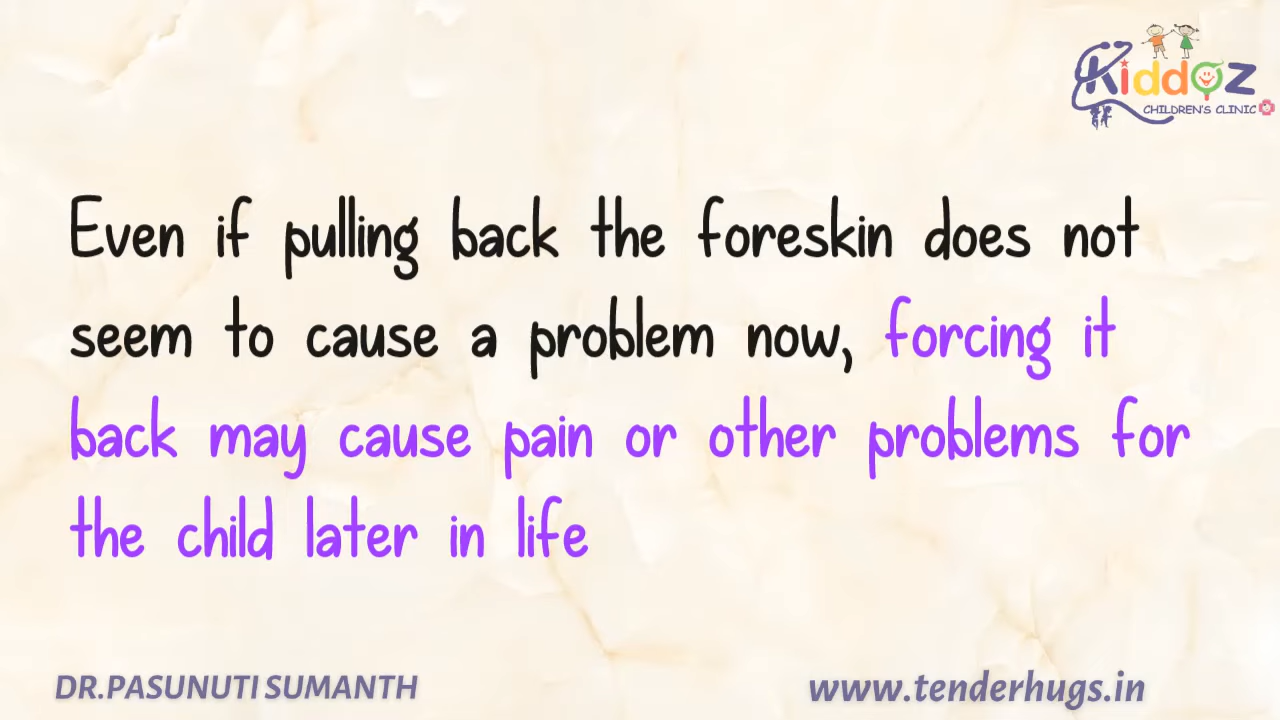 Kiddoz
CHILDREN'S CLINIC
Even if pulling back the foreskin does not
seem to cause a problem now, forcing it
back may cause pain or other problems for
the child later in life
DR.PASUNUTI SUMANTH
www.tenderhugs.in